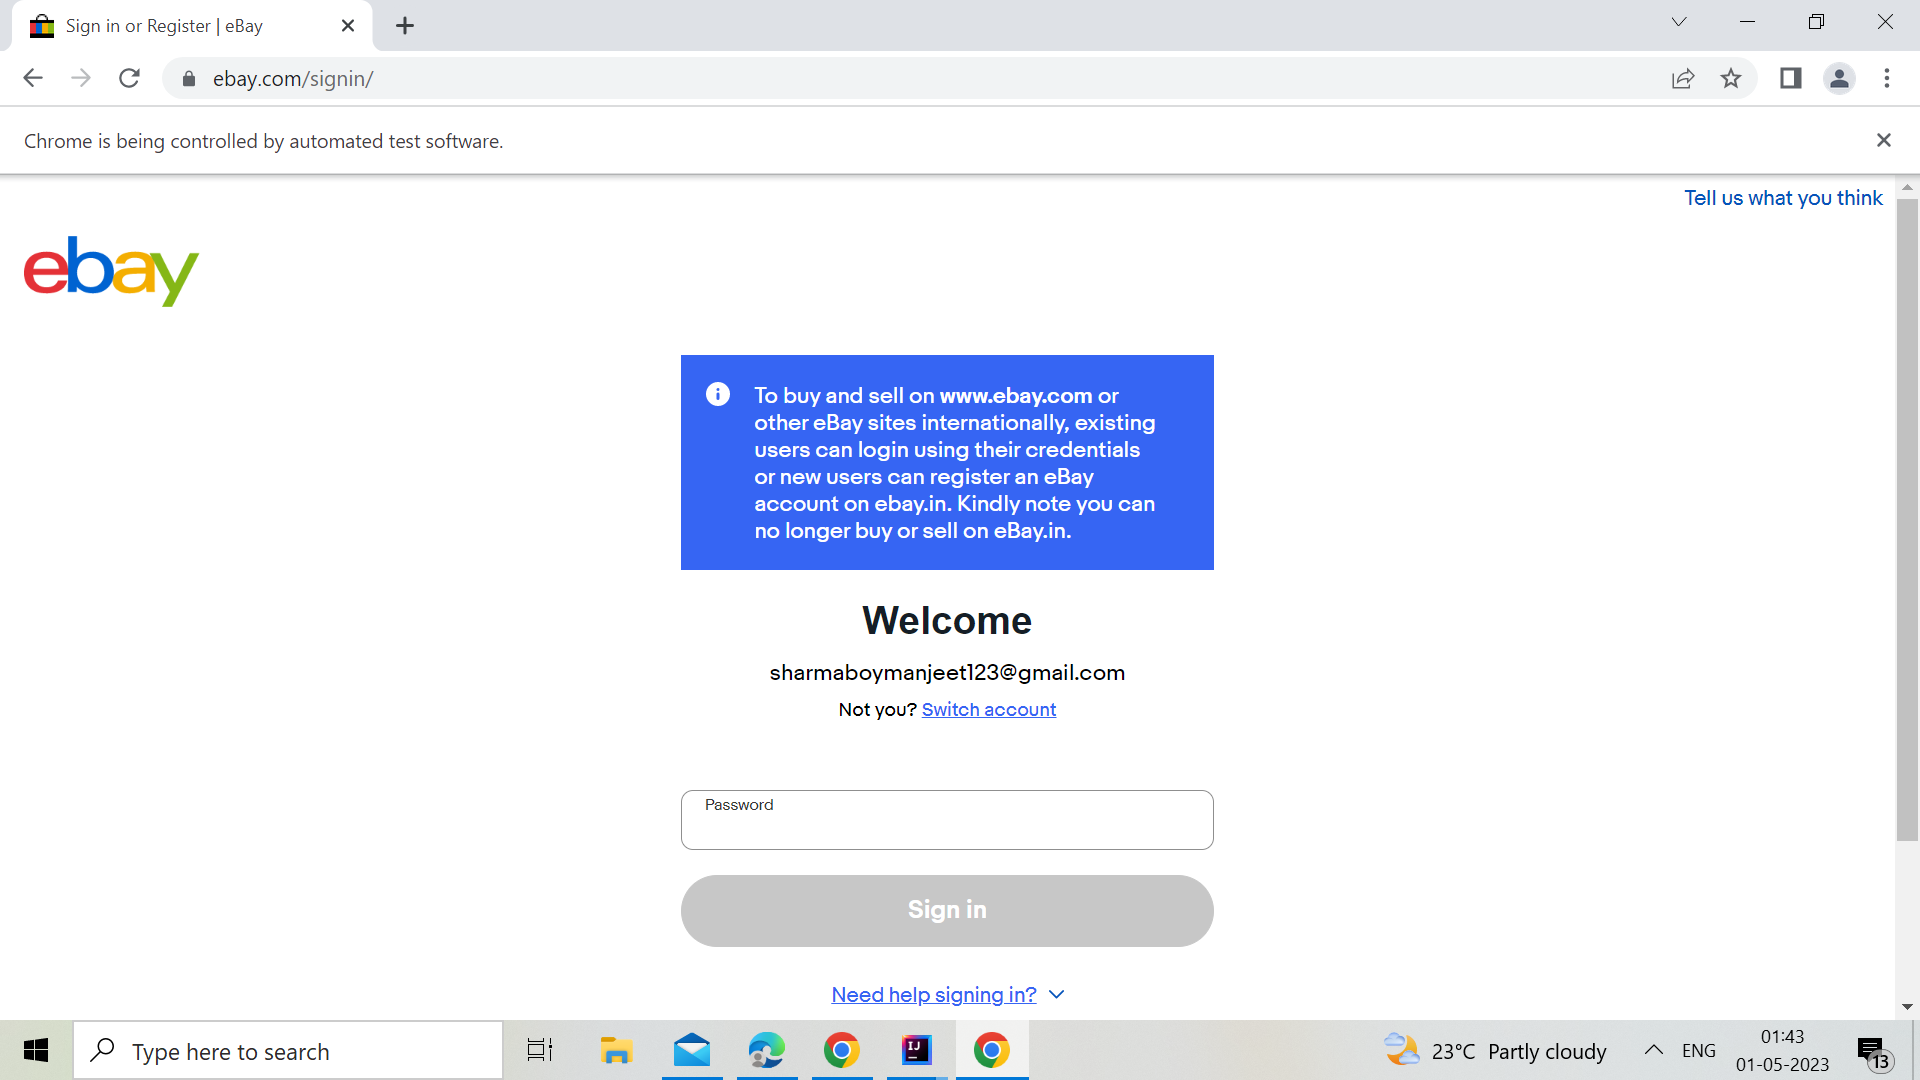 Sign in or Register | eBay
ebay.com/signin/
Chrome is being controlled by automated test software.
Tell us what you think
ebay
To buy and sell on www.ebay.com or
other eBay sites internationally, existing
users can login using their credentials
or new users can register an eBay
account on ebay.in. Kindly note you can
no longer buy or sell on eBay.in.
Welcome
sharmaboymanjeet123@gmail.com
Not you? Switch account
Password
Sign in
Need help signing in?
Type here to search
IJ
23°C Partly cloudy
ENG
01:43
01-05-2023
13